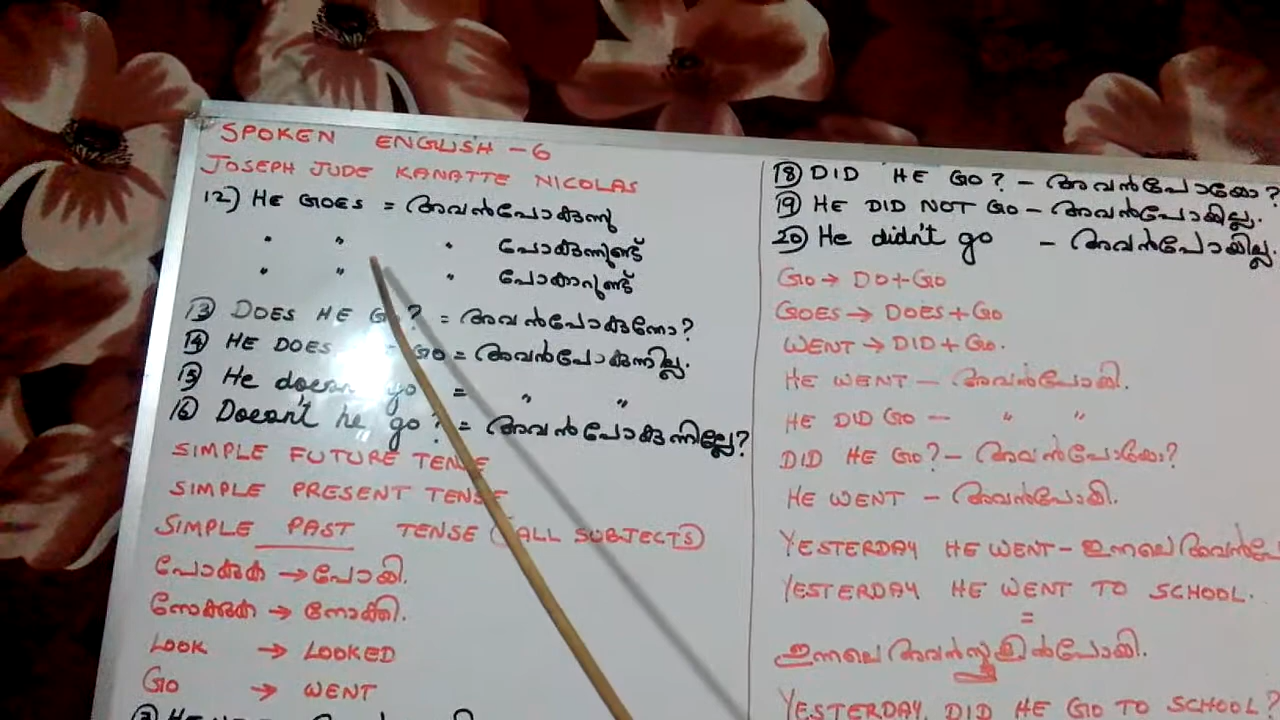 SPOKEN ENGLISH - 6
JOSEPH JUDE KANATTE NICOLAS
12) HE GOES = അവൻപോകുന്നു
" " " പോകുന്നുണ്ട്
" " " പോകാറുണ്ട്
13 DOES HE GO? = അവൻപോകുന്നോ?
14 HE DOES GO = അവൻപോകുന്നില്ല.
15 He doesn't go = " "
16 Doesn't he go? = അവൻപോകുന്നില്ലേ?
SIMPLE FUTURE TENSE
SIMPLE PRESENT TENSE
SIMPLE PAST TENSE (ALL SUBJECTS)
പോകുക → പോയി.
നോക്കുക → നോക്കി.
LOOK → LOOKED
GO → WENT
18 DID HE GO? - അവൻപോയോ?
19 HE DID NOT GO - അവൻപോയില്ല.
20 He didn't go - അവൻപോയില്ല.
GO → DO+GO
GOES → DOES+GO
WENT → DID+GO.
HE WENT - അവൻപോയി.
HE DID GO - " "
DID HE GO? - അവൻപോയോ?
HE WENT - അവൻപോയി.
YESTERDAY HE WENT - ഇന്നലെ
YESTERDAY HE WENT TO SCHOOL.
=
ഇന്നലെ അവൻസ്കൂളിൽപോയി.
YESTERDAY, DID HE GO TO SCHOOL?